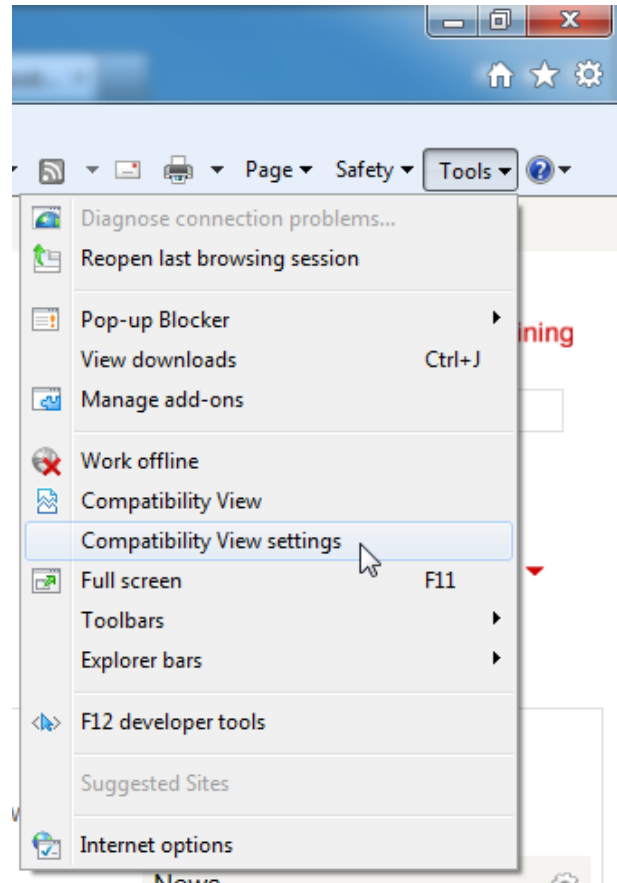 Page Safety Tools
Diagnose connection problems...
Reopen last browsing session
Pop-up Blocker
ining
View downloads Ctrl+J
Manage add-ons
Work offline
Compatibility View
Compatibility View settings
Full screen F11
Toolbars
Explorer bars
F12 developer tools
Suggested Sites
Internet options
News